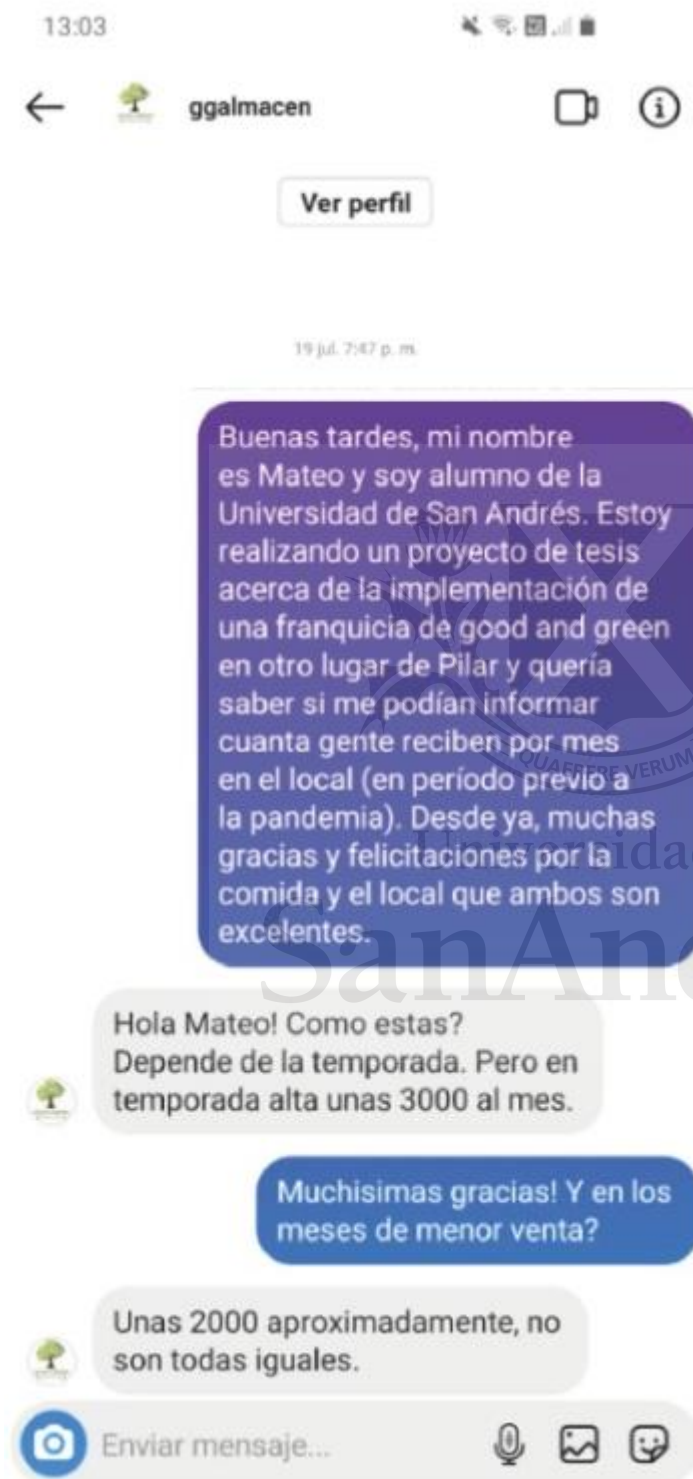 13:03
ggalmacen
Ver perfil
19 jul. 7:47 p. m.
Buenas tardes, mi nombre
es Mateo y soy alumno de la
Universidad de San Andrés. Estoy
realizando un proyecto de tesis
acerca de la implementación de
una franquicia de good and green
en otro lugar de Pilar y quería
saber si me podían informar
cuanta gente reciben por mes
en el local (en período previo a
la pandemia). Desde ya, muchas
gracias y felicitaciones por la
comida y el local que ambos son
excelentes.
QUAERERE VERUM
Universidad
SanAn
Hola Mateo! Como estas?
Depende de la temporada. Pero en
temporada alta unas 3000 al mes.
Muchisimas gracias! Y en los
meses de menor venta?
Unas 2000 aproximadamente, no
son todas iguales.
Enviar mensaje...